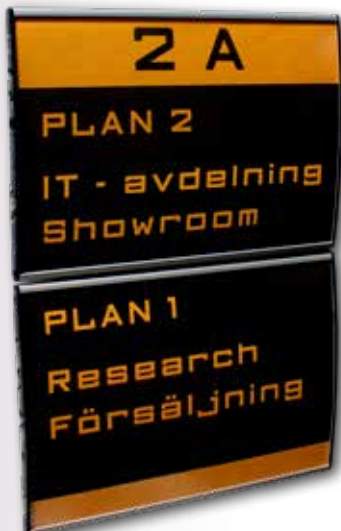 2 A
PLAN 2
IT - avdelning
Showroom
PLAN 1
Research
Försäljning